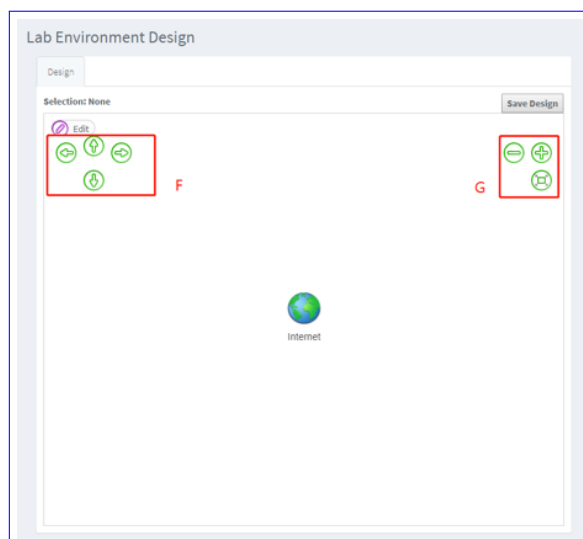 Lab Environment Design
Design
Selection: None
Save Design
Edit
F
G
Internet